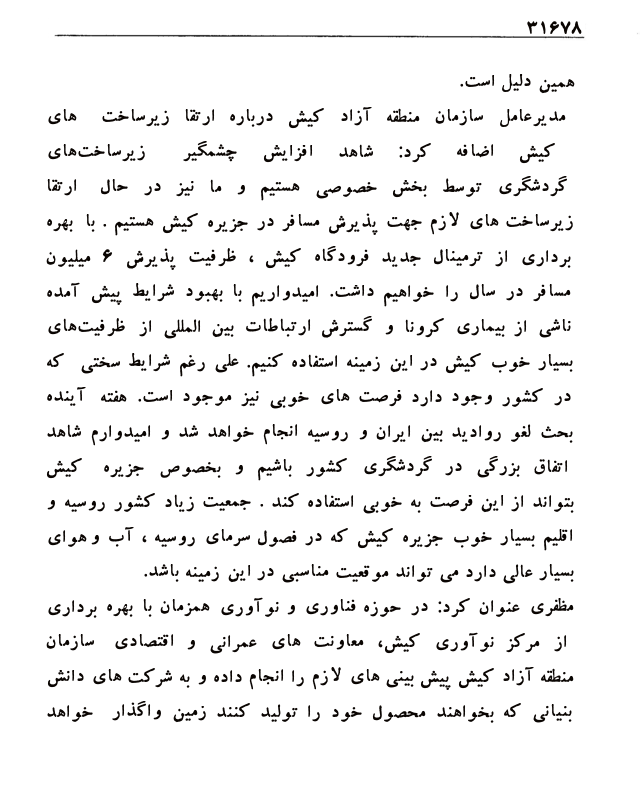 ۳۱۶۷۸
همین دلیل است.
مدیرعامل سازمان منطقه آزاد کیش درباره ارتقا زیرساخت های
کیش اضافه کرد: شاهد افزایش چشمگیر زیرساخت‌های
گردشگری توسط بخش خصوصی هستیم و ما نیز در حال ارتقا
زیرساخت های لازم جهت پذیرش مسافر در جزیره کیش هستیم . با بهره
برداری از ترمینال جدید فرودگاه کیش ، ظرفیت پذیرش ۶ میلیون
مسافر در سال را خواهیم داشت. امیدواریم با بهبود شرایط پیش آمده
ناشی از بیماری کرونا و گسترش ارتباطات بین المللی از ظرفیت‌های
بسیار خوب کیش در این زمینه استفاده کنیم. علی رغم شرایط سختی که
در کشور وجود دارد فرصت های خوبی نیز موجود است. هفته آینده
بحث لغو روادید بین ایران و روسیه انجام خواهد شد و امیدوارم شاهد
اتفاق بزرگی در گردشگری کشور باشیم و بخصوص جزیره کیش
بتواند از این فرصت به خوبی استفاده کند . جمعیت زیاد کشور روسیه و
اقلیم بسیار خوب جزیره کیش که در فصول سرمای روسیه ، آب و هوای
بسیار عالی دارد می تواند موقعیت مناسبی در این زمینه باشد.
مظفری عنوان کرد: در حوزه فناوری و نوآوری همزمان با بهره برداری
از مرکز نوآوری کیش، معاونت های عمرانی و اقتصادی سازمان
منطقه آزاد کیش پیش بینی های لازم را انجام داده و به شرکت های دانش
بنیانی که بخواهند محصول خود را تولید کنند زمین واگذار خواهد